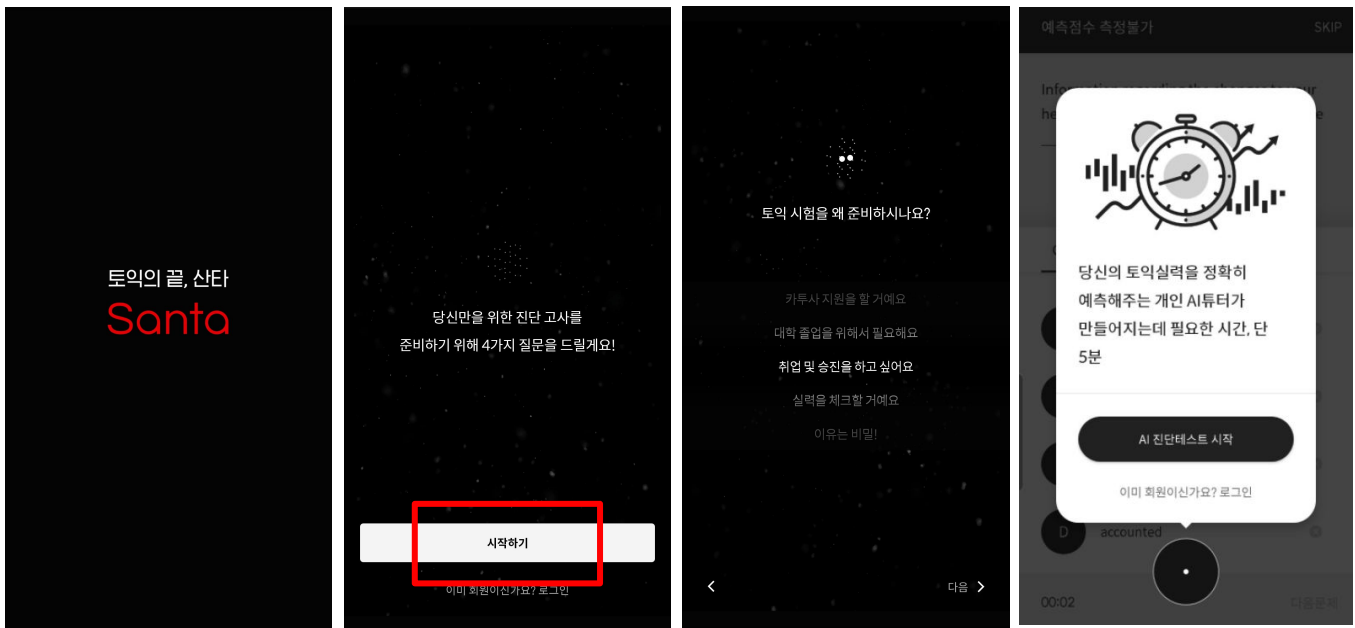 토익의 끝, 산타
Santa
당신만을 위한 진단 고사를
준비하기 위해 4가지 질문을 드릴게요!
시작하기
이미 회원이신가요? 로그인
토익 시험을 왜 준비하시나요?
카투사 지원을 할 거예요
대학 졸업을 위해서 필요해요
취업 및 승진을 하고 싶어요
실력을 체크할 거예요
이유는 비밀!
다음
예측점수 측정불가
SKIP
당신의 토익실력을 정확히
예측해주는 개인 AI튜터가
만들어지는데 필요한 시간, 단
5분
AI 진단테스트 시작
이미 회원이신가요? 로그인
D accounted
00:02
다음문제